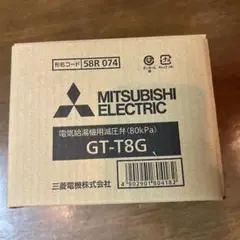 形名コード 58R 074
MITSUBISHI
ELECTRIC
電気給湯機用減圧弁(80kPa)
GT-T8G
三菱電機株式会社
4902901804183